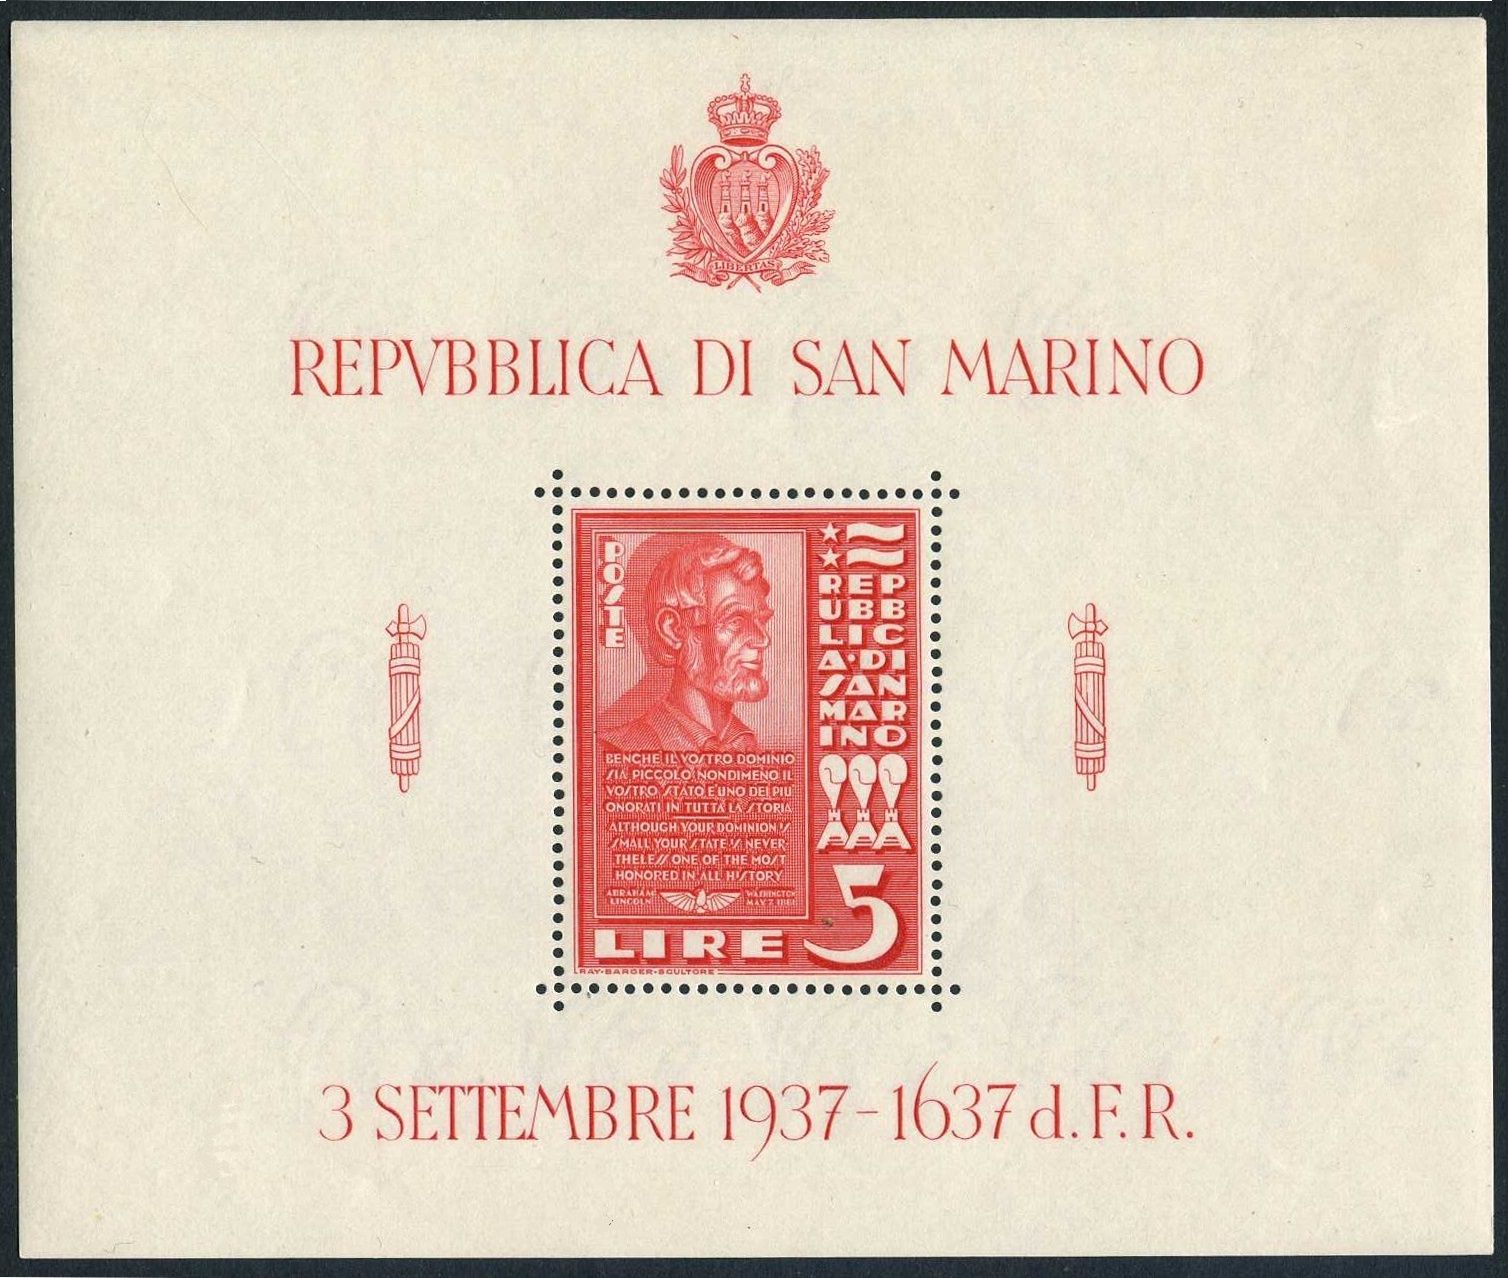 LIBERTAS
REPVBBLICA DI SAN MARINO
POSTE
REP
UBB
LIC
A·DI
SAN
MAR
INO
BENCHE IL VOSTRO DOMINIO
SIA PICCOLO NONDIMENO IL
VOSTRO STATO E UNO DEI PIU
ONORATI IN TUTTA LA STORIA
ALTHOUGH YOUR DOMINION IS
SMALL YOUR STATE IS NEVER
THELESS ONE OF THE MOST
HONORED IN ALL HISTORY
ABRAHAM WASHINGTON
LINCOLN MAY 7. 1861
LIRE 5
RAY·BARGER·SCULTORE
3 SETTEMBRE 1937-1637 d.F.R.